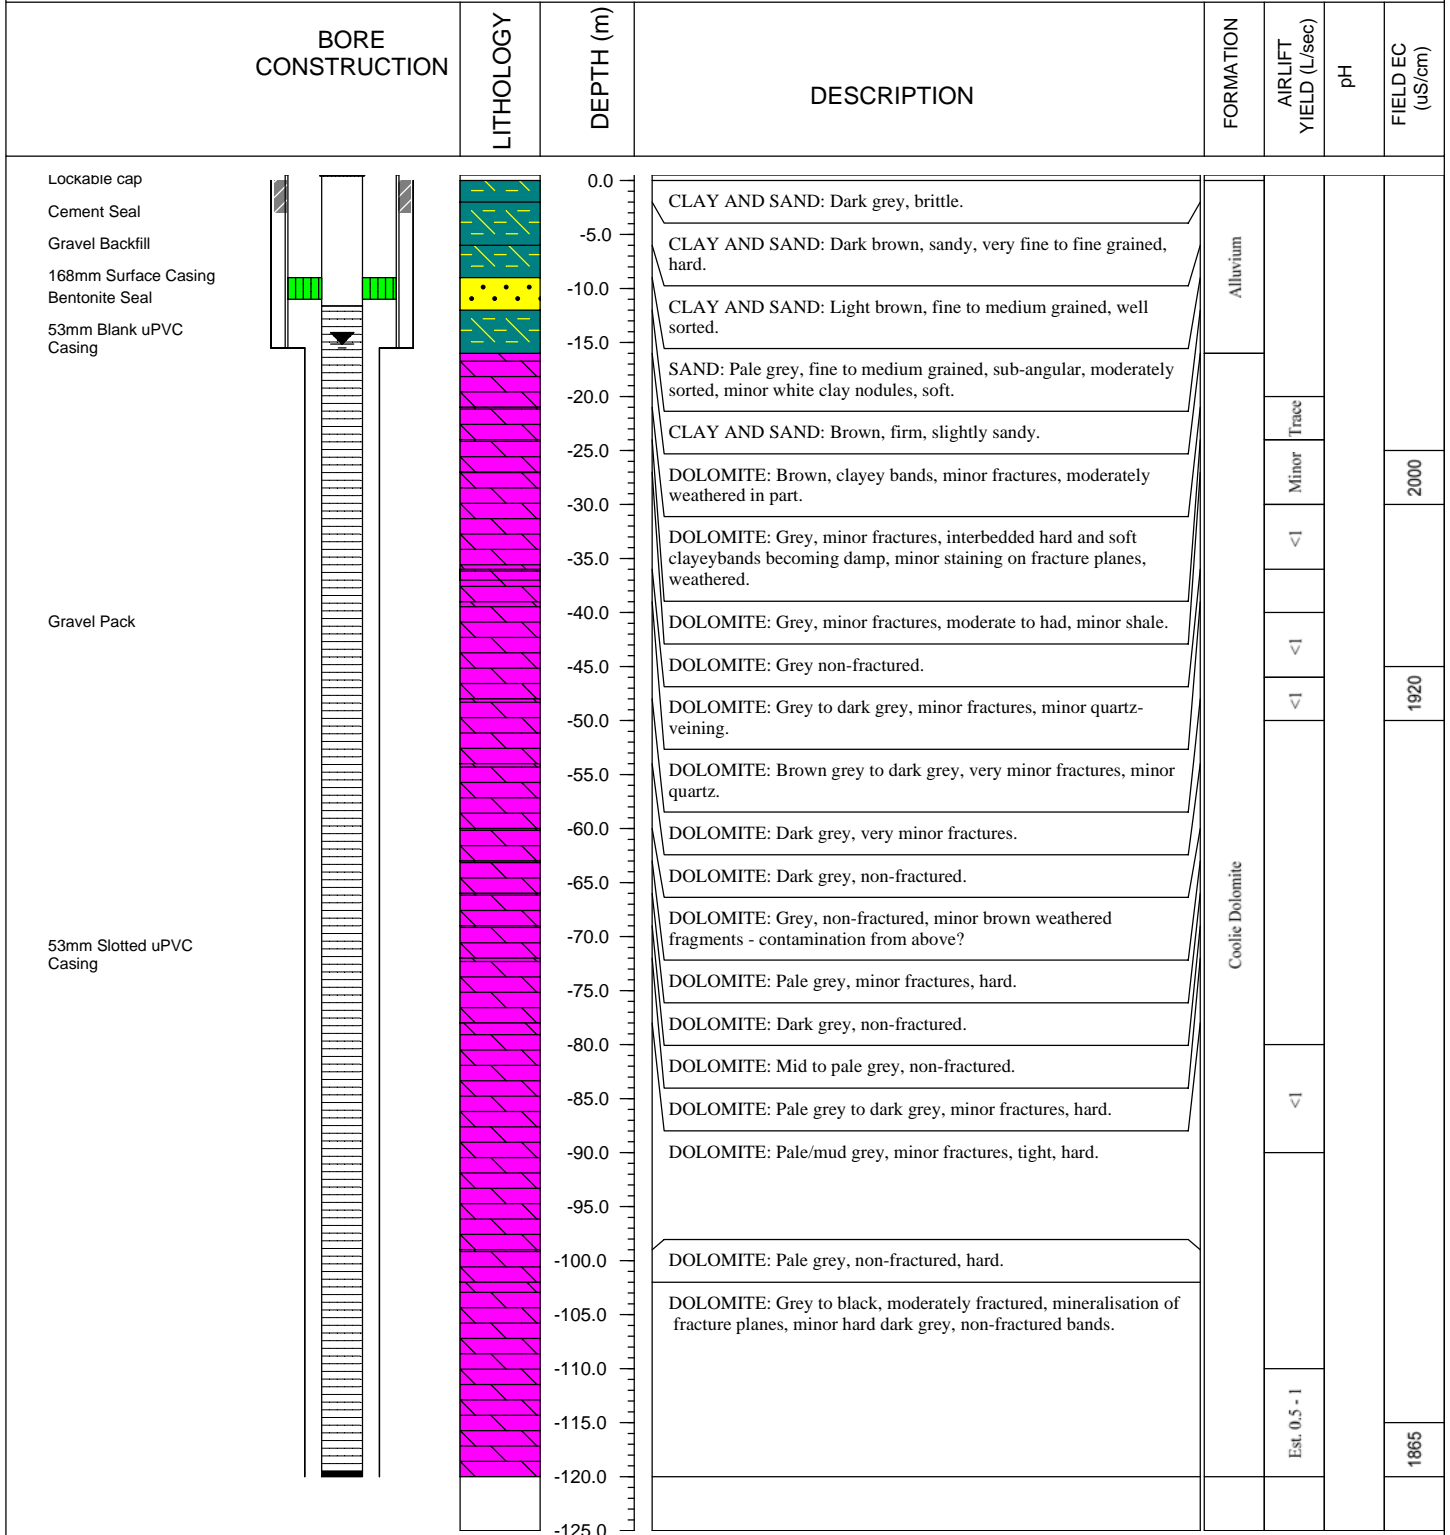 BORE
CONSTRUCTION
LITHOLOGY
DEPTH (m)
DESCRIPTION
FORMATION
AIRLIFT
YIELD (L/sec)
pH
FIELD EC
(uS/cm)
Lockable cap
Cement Seal
Gravel Backfill
168mm Surface Casing
Bentonite Seal
53mm Blank uPVC
Casing
Gravel Pack
53mm Slotted uPVC
Casing
0.0
-5.0
-10.0
-15.0
-20.0
-25.0
-30.0
-35.0
-40.0
-45.0
-50.0
-55.0
-60.0
-65.0
-70.0
-75.0
-80.0
-85.0
-90.0
-95.0
-100.0
-105.0
-110.0
-115.0
-120.0
-125.0
CLAY AND SAND: Dark grey, brittle.
CLAY AND SAND: Dark brown, sandy, very fine to fine grained,
hard.
CLAY AND SAND: Light brown, fine to medium grained, well
sorted.
SAND: Pale grey, fine to medium grained, sub-angular, moderately
sorted, minor white clay nodules, soft.
CLAY AND SAND: Brown, firm, slightly sandy.
DOLOMITE: Brown, clayey bands, minor fractures, moderately
weathered in part.
DOLOMITE: Grey, minor fractures, interbedded hard and soft
clayeybands becoming damp, minor staining on fracture planes,
weathered.
DOLOMITE: Grey, minor fractures, moderate to had, minor shale.
DOLOMITE: Grey non-fractured.
DOLOMITE: Grey to dark grey, minor fractures, minor quartz-
veining.
DOLOMITE: Brown grey to dark grey, very minor fractures, minor
quartz.
DOLOMITE: Dark grey, very minor fractures.
DOLOMITE: Dark grey, non-fractured.
DOLOMITE: Grey, non-fractured, minor brown weathered
fragments - contamination from above?
DOLOMITE: Pale grey, minor fractures, hard.
DOLOMITE: Dark grey, non-fractured.
DOLOMITE: Mid to pale grey, non-fractured.
DOLOMITE: Pale grey to dark grey, minor fractures, hard.
DOLOMITE: Pale/mud grey, minor fractures, tight, hard.
DOLOMITE: Pale grey, non-fractured, hard.
DOLOMITE: Grey to black, moderately fractured, mineralisation of
fracture planes, minor hard dark grey, non-fractured bands.
Alluvium
Coolie Dolomite
Trace
Minor
<1
<1
<1
<1
Est. 0.5 - 1
2000
1920
1865